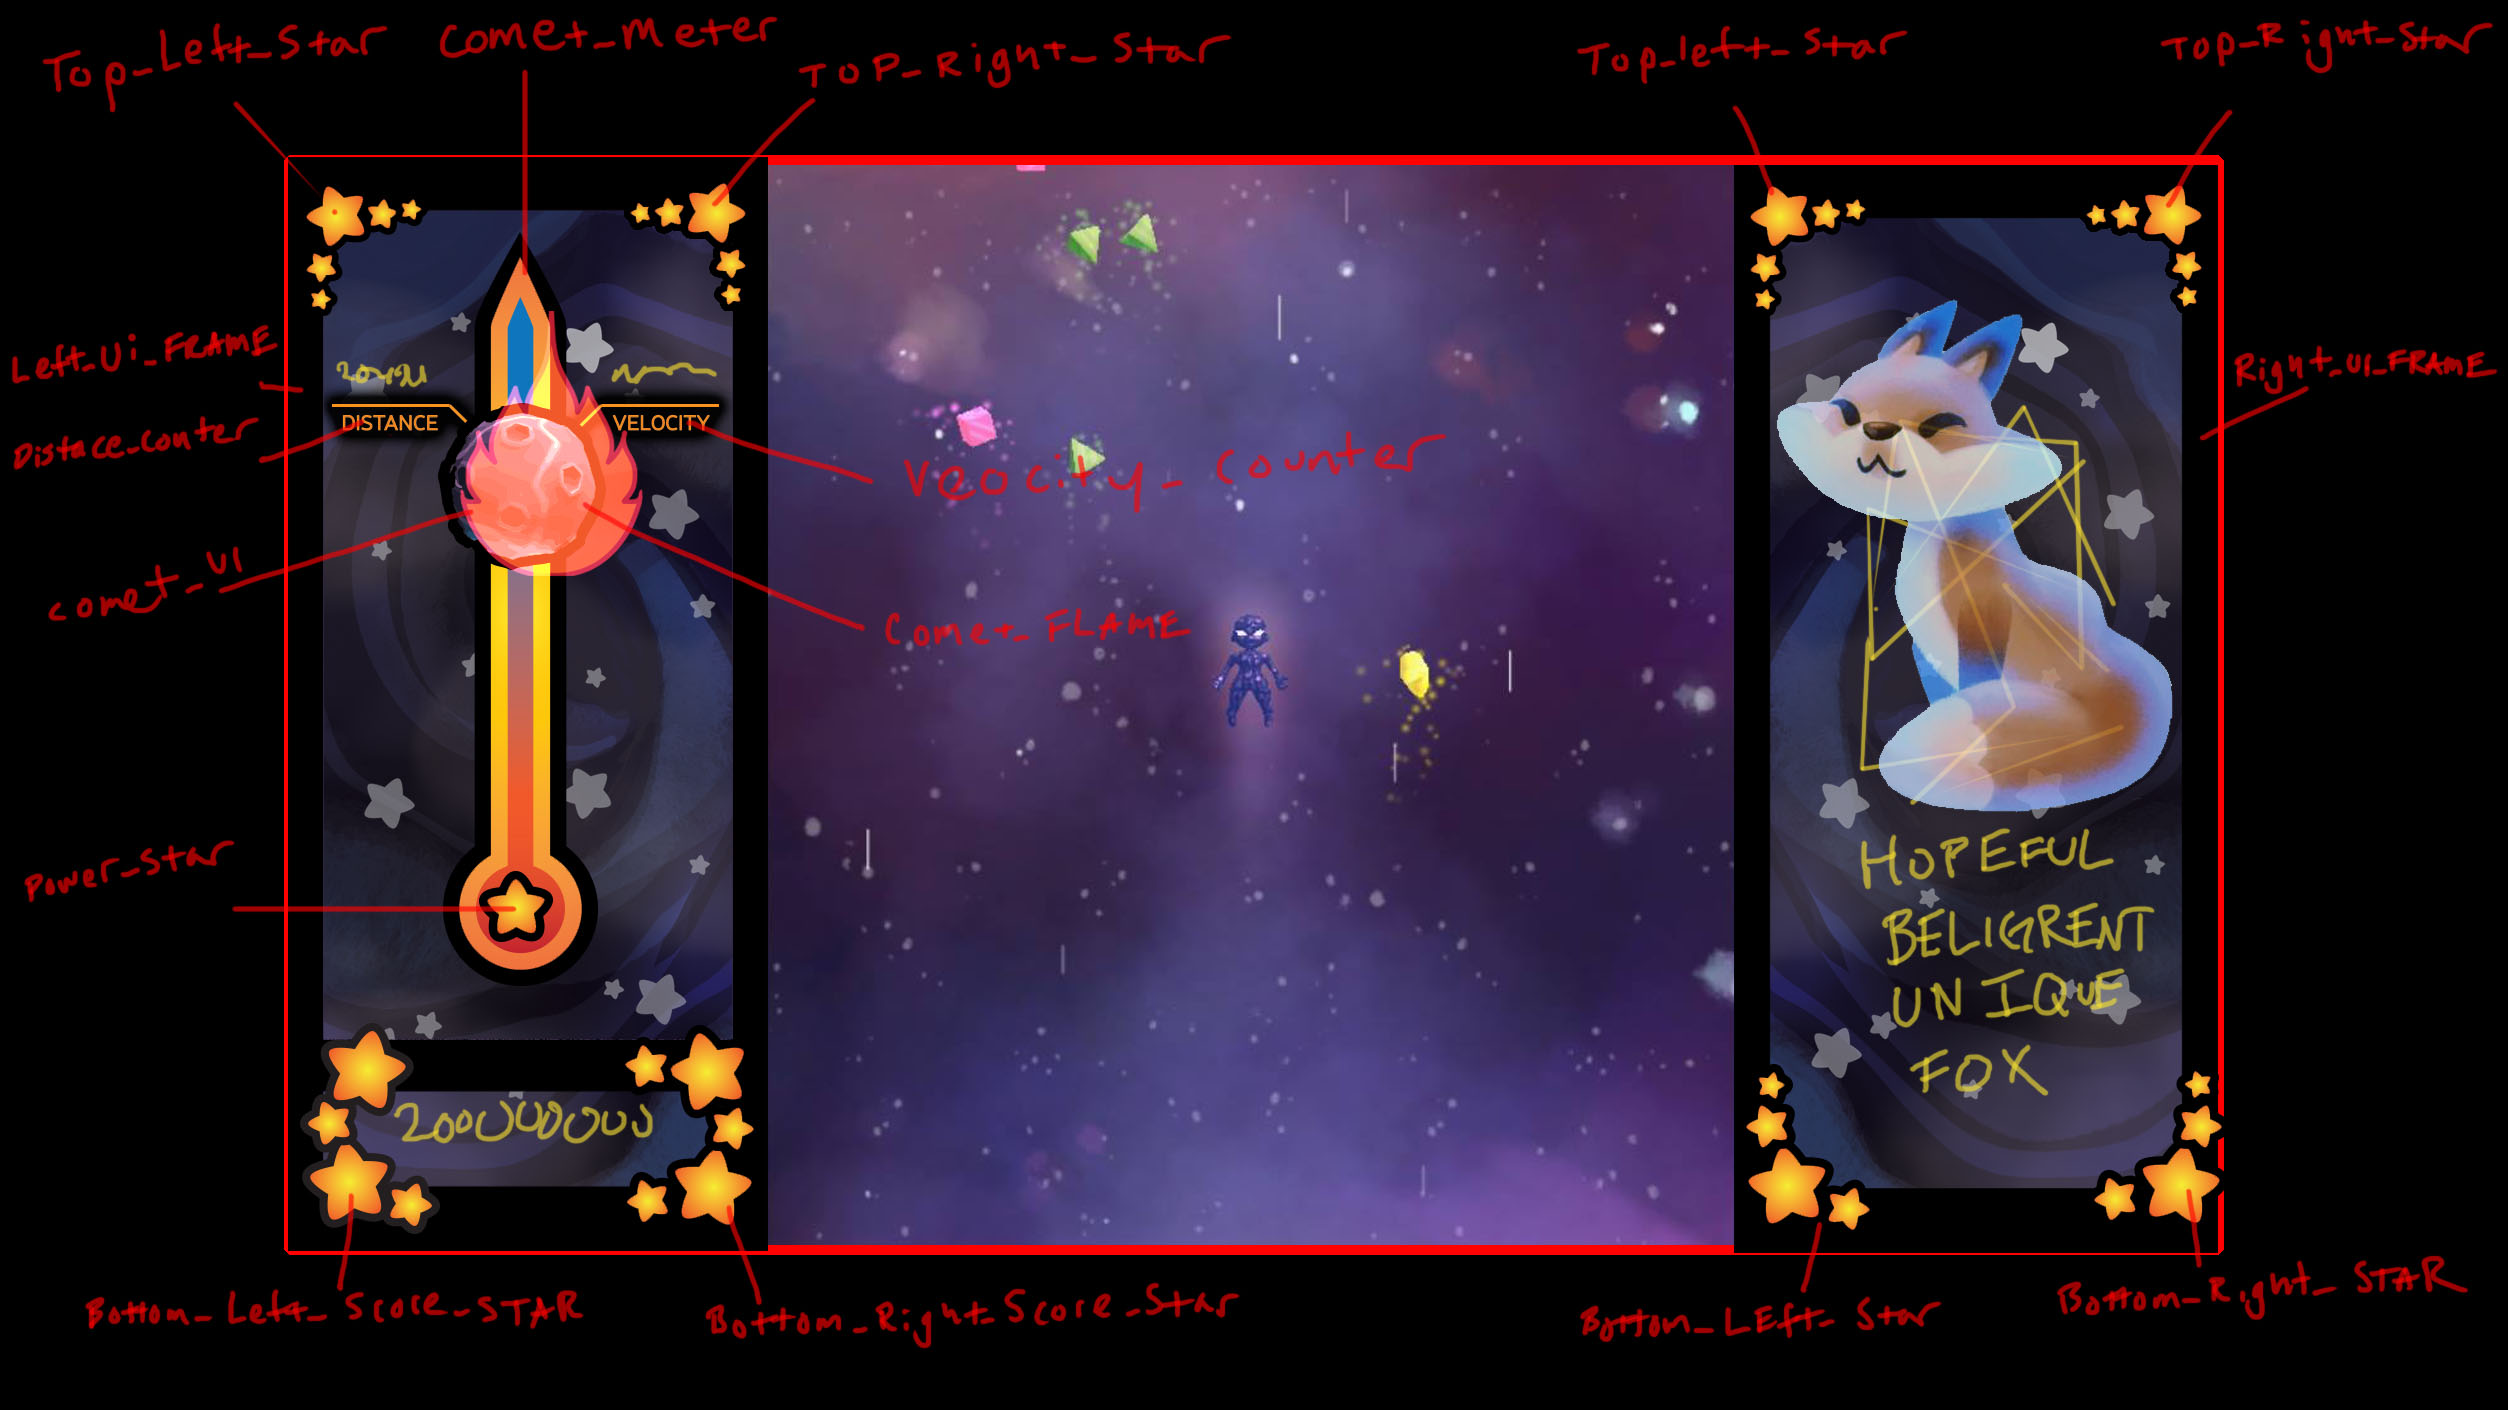 Top_Left_Star
Comet_Meter
TOP_Right_Star
Top_left_Star
Top_Right_Star
Left_Ui_FRAME
DISTANCE
VELOCITY
Right_Ui_FRAME
Distace_conter
Veocity_counter
comet_UI
Comet_FLAME
Power_Star
HOPEFUL
BELIGRENT
UNIQUE
FOX
Bottom_Left_Score_STAR
Bottom_Right_Score_Star
Bottom_LEft_Star
Bottom_Right_STAR